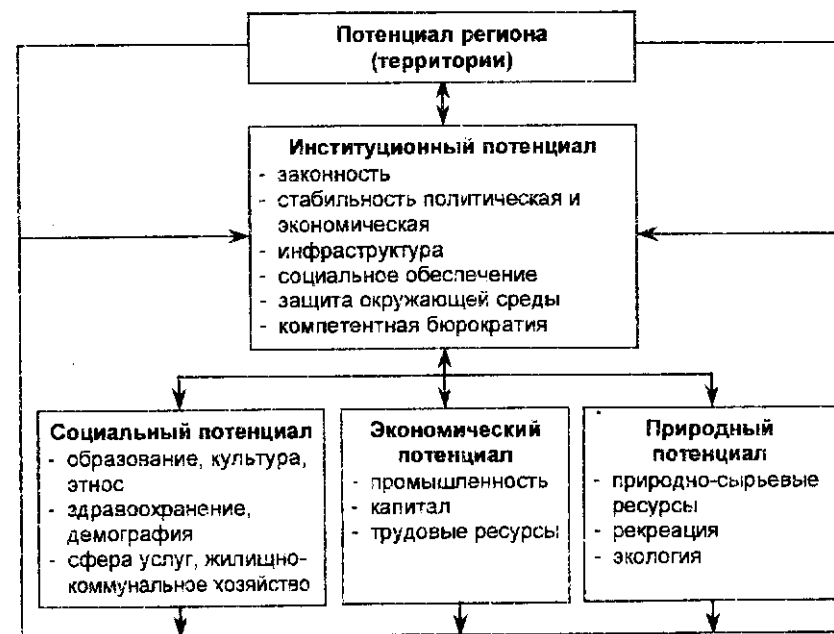 Потенциал региона
(территории)
Институционный потенциал
- законность
- стабильность политическая и
экономическая
- инфраструктура
- социальное обеспечение
- защита окружающей среды
- компетентная бюрократия
Социальный потенциал
- образование, культура,
этнос
- здравоохранение,
демография
- сфера услуг, жилищно-
коммунальное хозяйство
Экономический
потенциал
- промышленность
- капитал
- трудовые ресурсы
Природный
потенциал
- природно-сырьевые
ресурсы
- рекреация
- экология